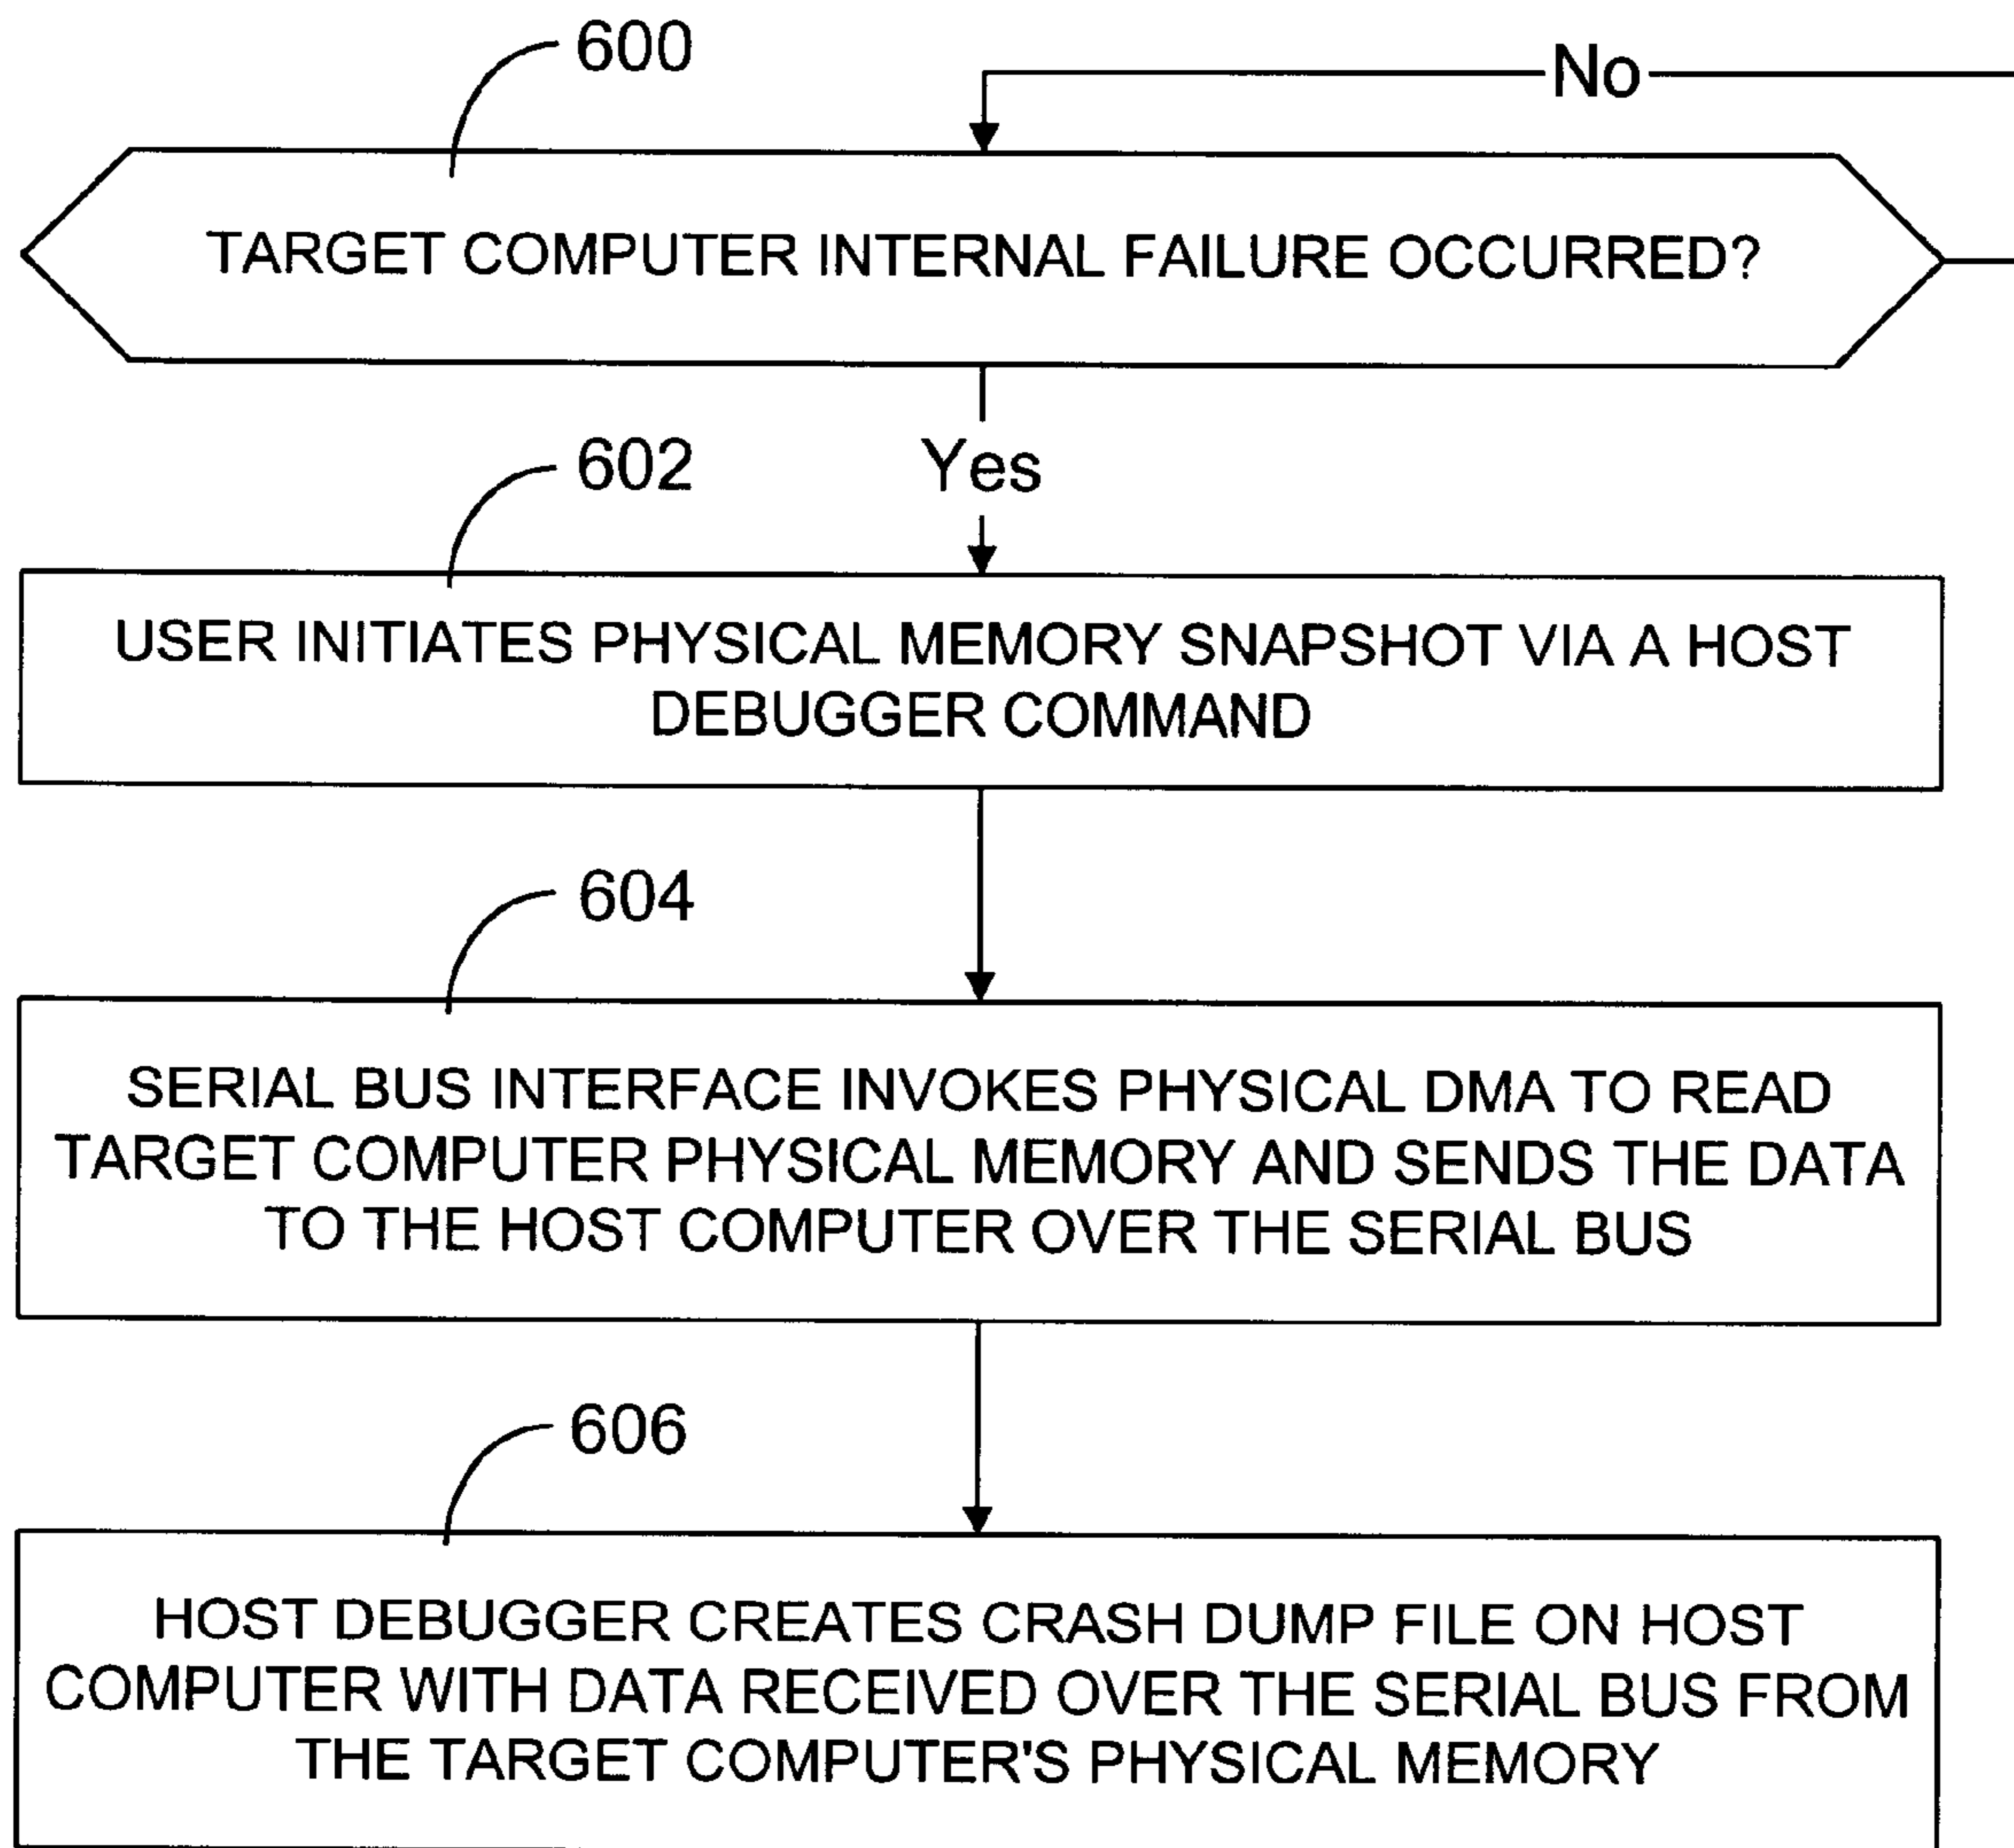 600
No
TARGET COMPUTER INTERNAL FAILURE OCCURRED?
602
Yes
USER INITIATES PHYSICAL MEMORY SNAPSHOT VIA A HOST
DEBUGGER COMMAND
604
SERIAL BUS INTERFACE INVOKES PHYSICAL DMA TO READ
TARGET COMPUTER PHYSICAL MEMORY AND SENDS THE DATA
TO THE HOST COMPUTER OVER THE SERIAL BUS
606
HOST DEBUGGER CREATES CRASH DUMP FILE ON HOST
COMPUTER WITH DATA RECEIVED OVER THE SERIAL BUS FROM
THE TARGET COMPUTER'S PHYSICAL MEMORY